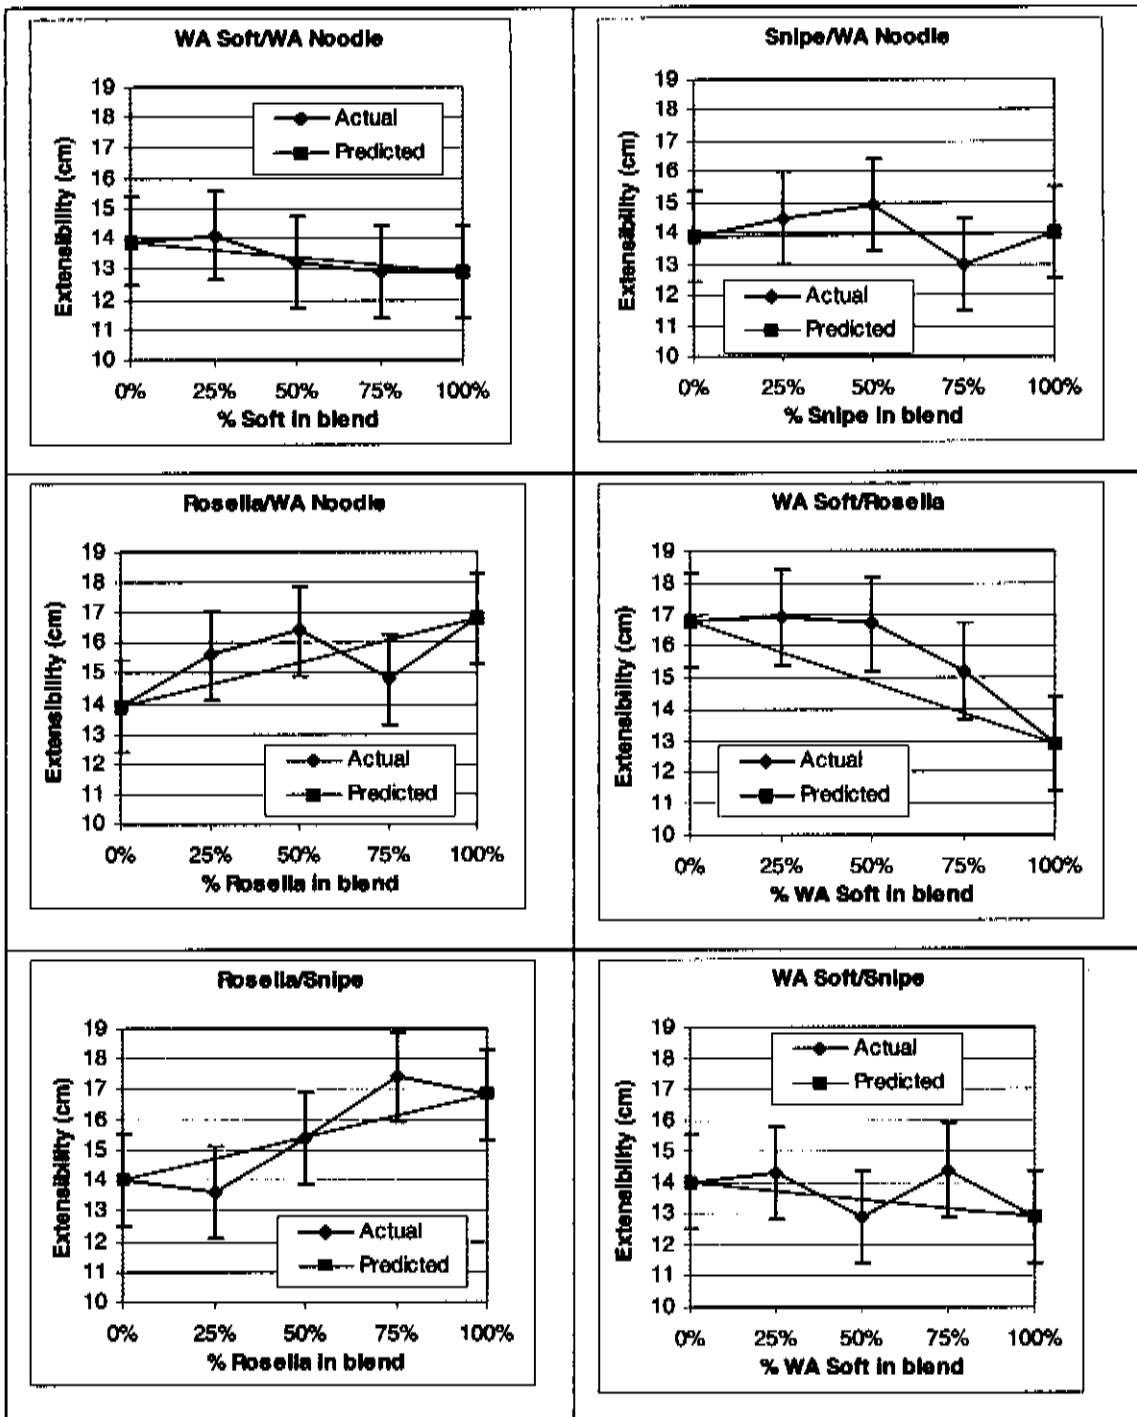 WA Soft/WA Noodle
Extensibility (cm)
19
18
17
16
15
14
13
12
11
10
Actual
Predicted
0% 25% 50% 75% 100%
% Soft in blend
Snipe/WA Noodle
Extensibility (cm)
19
18
17
16
15
14
13
12
11
10
Actual
Predicted
0% 25% 50% 75% 100%
% Snipe in blend
Rosella/WA Noodle
Extensibility (cm)
19
18
17
16
15
14
13
12
11
10
Actual
Predicted
0% 25% 50% 75% 100%
% Rosella in blend
WA Soft/Rosella
Extensibility (cm)
19
18
17
16
15
14
13
12
11
10
Actual
Predicted
0% 25% 50% 75% 100%
% WA Soft in blend
Rosella/Snipe
Extensibility (cm)
19
18
17
16
15
14
13
12
11
10
Actual
Predicted
0% 25% 50% 75% 100%
% Rosella in blend
WA Soft/Snipe
Extensibility (cm)
19
18
17
16
15
14
13
12
11
10
Actual
Predicted
0% 25% 50% 75% 100%
% WA Soft in blend